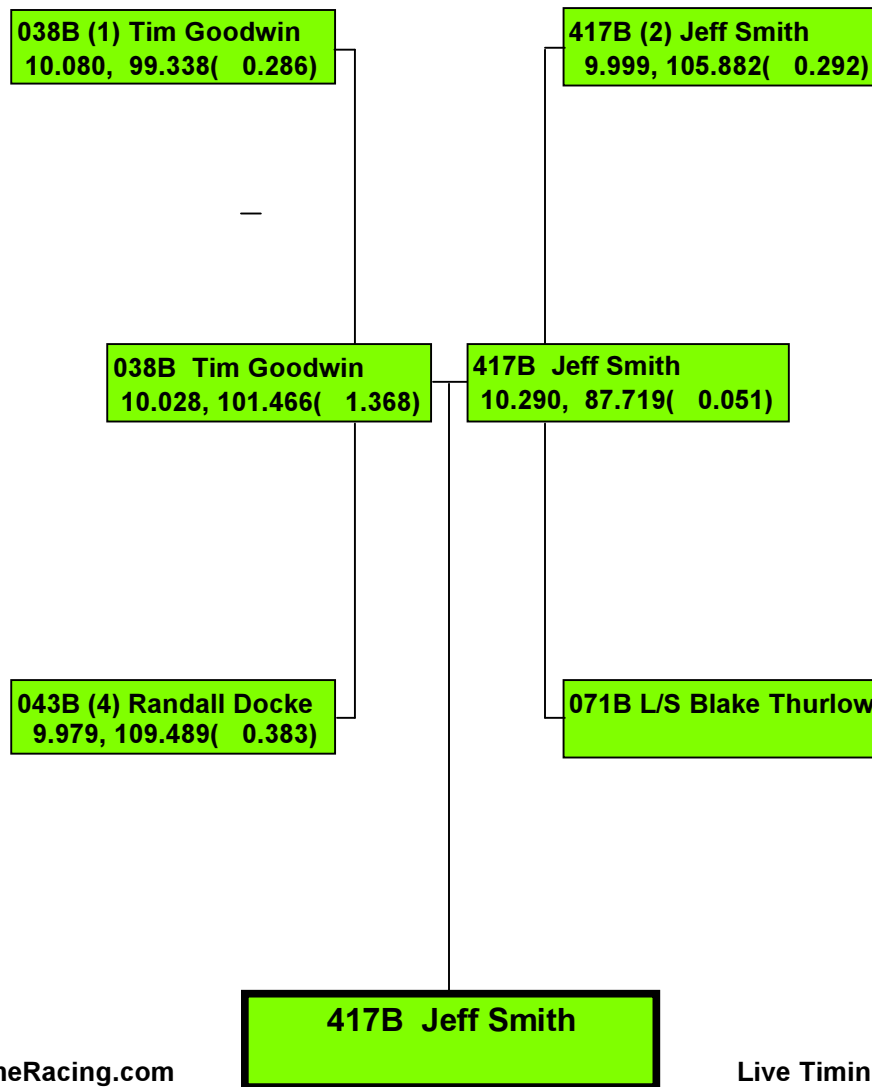 038B (1) Tim Goodwin
10.080, 99.338( 0.286)
417B (2) Jeff Smith
9.999, 105.882( 0.292)
038B Tim Goodwin
10.028, 101.466( 1.368)
417B Jeff Smith
10.290, 87.719( 0.051)
043B (4) Randall Docke
9.979, 109.489( 0.383)
071B L/S Blake Thurlow
417B Jeff Smith
neRacing.com
Live Timin